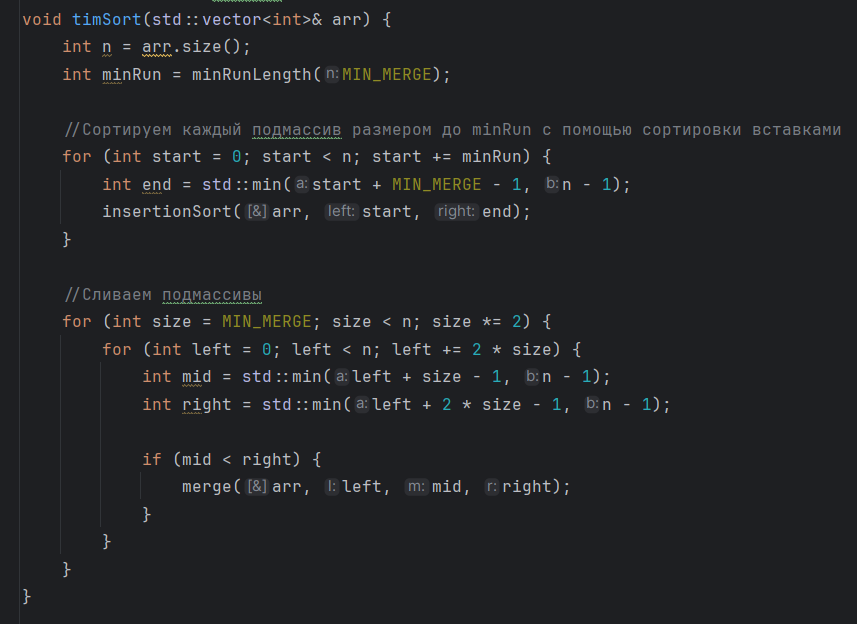 void timSort(std::vector<int>& arr) {
int n = arr.size();
int minRun = minRunLength( n: MIN_MERGE);
//Сортируем каждый подмассив размером до minRun с помощью сортировки вставками
for (int start = 0; start < n; start += minRun) {
int end = std::min( a: start + MIN_MERGE - 1, b: n - 1);
insertionSort( [&] arr, left: start, right: end);
}
//Сливаем подмассивы
for (int size = MIN_MERGE; size < n; size *= 2) {
for (int left = 0; left < n; left += 2 * size) {
int mid = std::min( a: left + size - 1, b: n - 1);
int right = std::min( a: left + 2 * size - 1, b: n - 1);
if (mid < right) {
merge( [&] arr, l: left, m: mid, r: right);
}
}
}
}